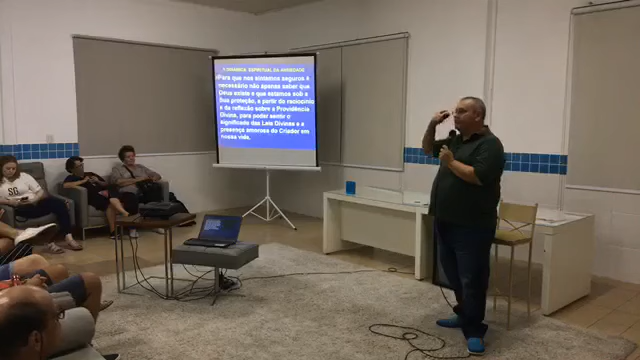 A DINÂMICA ESPIRITUAL DA ANSIEDADE
Para que nos sintamos seguros é
necessário não apenas saber que
Deus existe e que estamos sob a
Sua proteção, a partir do raciocínio
e da reflexão sobre a Providência
Divina, para poder sentir o
significado das Leis Divinas e a
presença amorosa do Criador em
nossa vida.
SG.